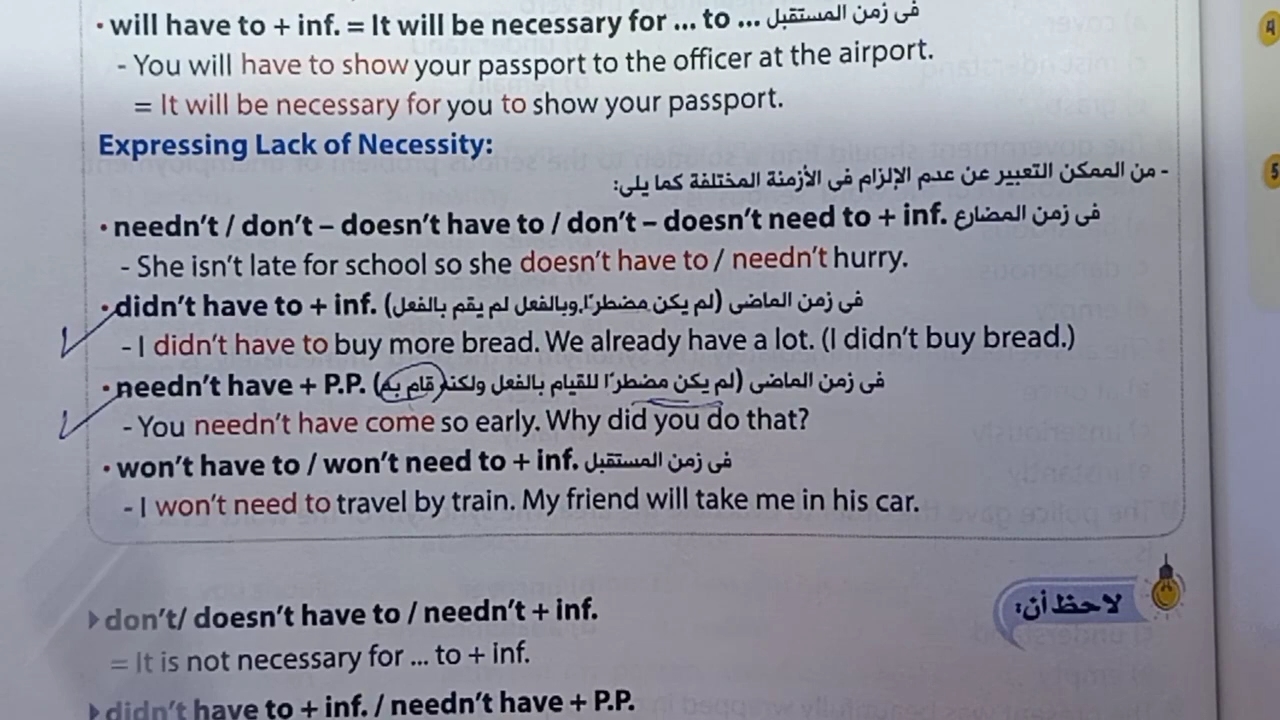 • will have to + inf. = It will be necessary for ... to ... فى زمن المستقبل
- You will have to show your passport to the officer at the airport.
= It will be necessary for you to show your passport.
Expressing Lack of Necessity:
- من الممكن التعبير عن عدم الإلزام فى الأزمنة المختلفة كما يلى:
• needn't / don't – doesn't have to / don't – doesn't need to + inf. فى زمن المضارع
- She isn't late for school so she doesn't have to / needn't hurry.
• didn't have to + inf. (لم يكن مضطرًا وبالفعل لم يقم بالفعل) فى زمن الماضى
- I didn't have to buy more bread. We already have a lot. (I didn't buy bread.)
• needn't have + P.P. (لم يكن مضطرًا للقيام بالفعل ولكنه قام به) فى زمن الماضى
- You needn't have come so early. Why did you do that?
• won't have to / won't need to + inf. فى زمن المستقبل
- I won't need to travel by train. My friend will take me in his car.
لاحظ أن:
don't/ doesn't have to / needn't + inf.
= It is not necessary for ... to + inf.
didn't have to + inf. / needn't have + P.P.
4
5